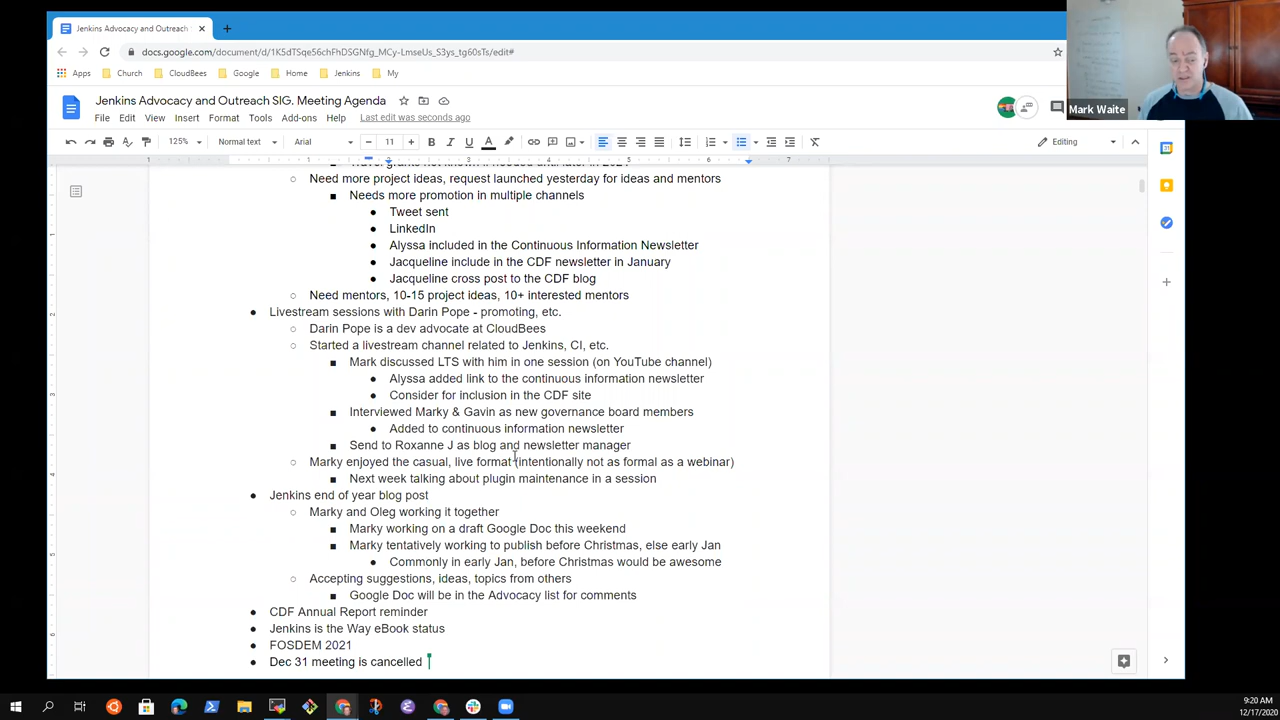 Jenkins Advocacy and Outreach
docs.google.com/document/d/1K5dTSqe56chFhDSGNfg_MCy-LmseUs_S3ys_tg60sTs/edit#
Apps Church CloudBees Google Home Jenkins My
Mark Waite
Jenkins Advocacy and Outreach SIG. Meeting Agenda
File Edit View Insert Format Tools Add-ons Help Last edit was seconds ago
125% Normal text Arial 11 Editing
1 1 2 3 4 5 6 7
Need more project ideas, request launched yesterday for ideas and mentors
Needs more promotion in multiple channels
Tweet sent
LinkedIn
Alyssa included in the Continuous Information Newsletter
Jacqueline include in the CDF newsletter in January
Jacqueline cross post to the CDF blog
Need mentors, 10-15 project ideas, 10+ interested mentors
Livestream sessions with Darin Pope - promoting, etc.
Darin Pope is a dev advocate at CloudBees
Started a livestream channel related to Jenkins, CI, etc.
Mark discussed LTS with him in one session (on YouTube channel)
Alyssa added link to the continuous information newsletter
Consider for inclusion in the CDF site
Interviewed Marky & Gavin as new governance board members
Added to continuous information newsletter
Send to Roxanne J as blog and newsletter manager
Marky enjoyed the casual, live format (intentionally not as formal as a webinar)
Next week talking about plugin maintenance in a session
Jenkins end of year blog post
Marky and Oleg working it together
Marky working on a draft Google Doc this weekend
Marky tentatively working to publish before Christmas, else early Jan
Commonly in early Jan, before Christmas would be awesome
Accepting suggestions, ideas, topics from others
Google Doc will be in the Advocacy list for comments
CDF Annual Report reminder
Jenkins is the Way eBook status
FOSDEM 2021
Dec 31 meeting is cancelled
9:20 AM
12/17/2020